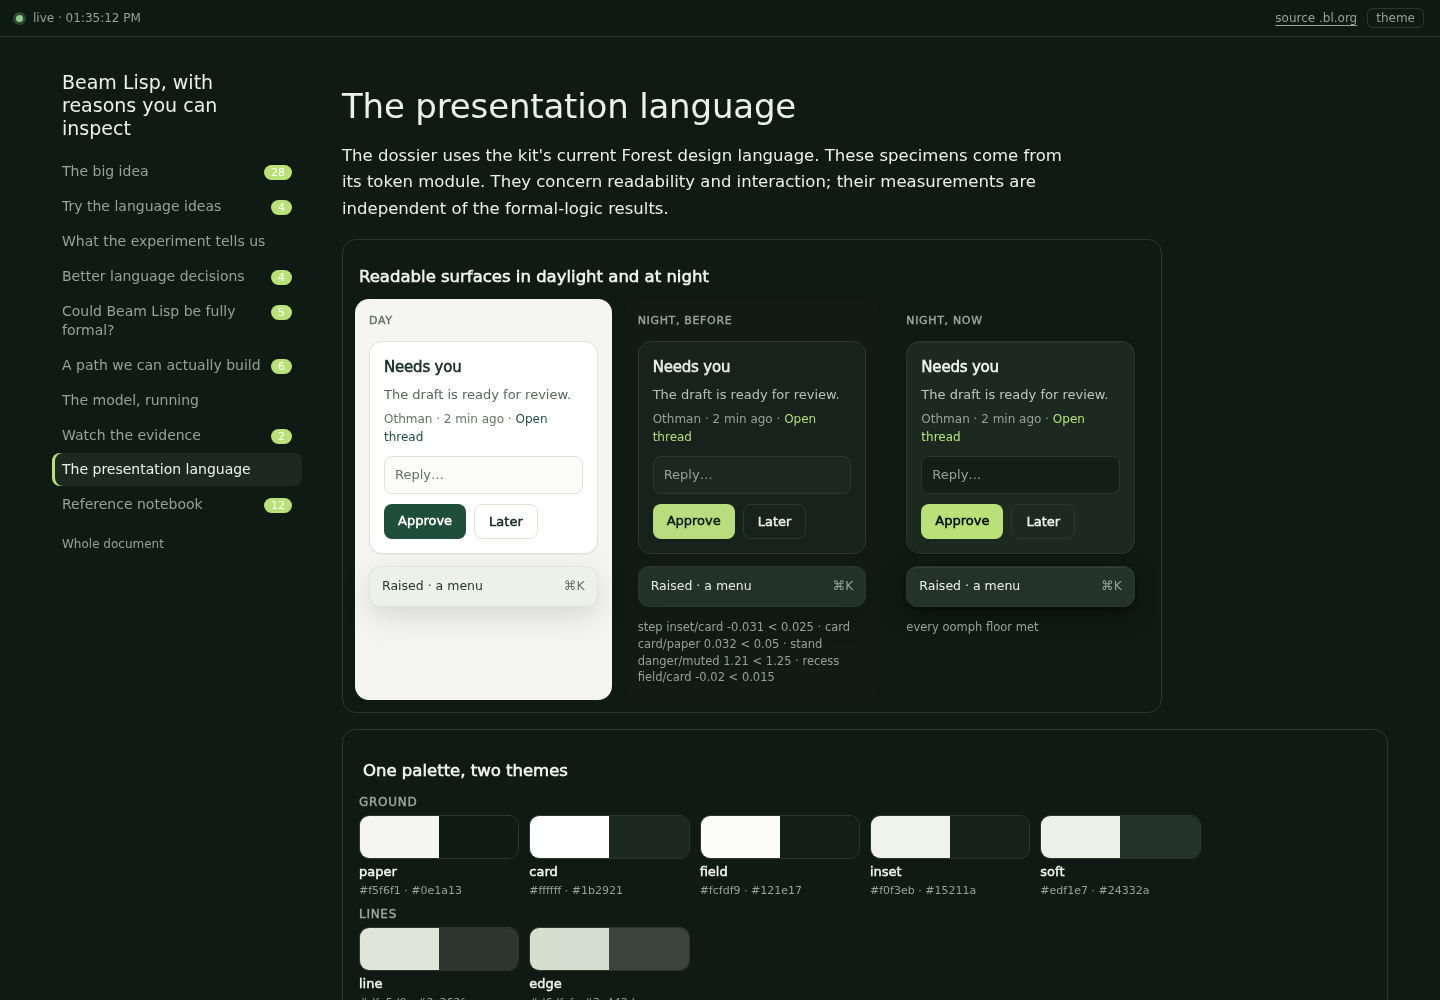 live · 01:35:12 PM
source .bl.org
theme
Beam Lisp, with
reasons you can
inspect
The big idea 28
Try the language ideas 4
What the experiment tells us
Better language decisions 4
Could Beam Lisp be fully 5
formal?
A path we can actually build 6
The model, running
Watch the evidence 2
The presentation language
Reference notebook 12
Whole document
The presentation language
The dossier uses the kit's current Forest design language. These specimens come from
its token module. They concern readability and interaction; their measurements are
independent of the formal-logic results.
Readable surfaces in daylight and at night
DAY
Needs you
The draft is ready for review.
Othman · 2 min ago · Open
thread
Reply...
Approve
Later
Raised · a menu ⌘K
NIGHT, BEFORE
Needs you
The draft is ready for review.
Othman · 2 min ago · Open
thread
Reply...
Approve
Later
Raised · a menu ⌘K
step inset/card -0.031 < 0.025 · card
card/paper 0.032 < 0.05 · stand
danger/muted 1.21 < 1.25 · recess
field/card -0.02 < 0.015
NIGHT, NOW
Needs you
The draft is ready for review.
Othman · 2 min ago · Open
thread
Reply...
Approve
Later
Raised · a menu ⌘K
every oomph floor met
One palette, two themes
GROUND
paper
#f5f6f1 · #0e1a13
card
#ffffff · #1b2921
field
#fcfdf9 · #121e17
inset
#f0f3eb · #15211a
soft
#edf1e7 · #24332a
LINES
line
edge